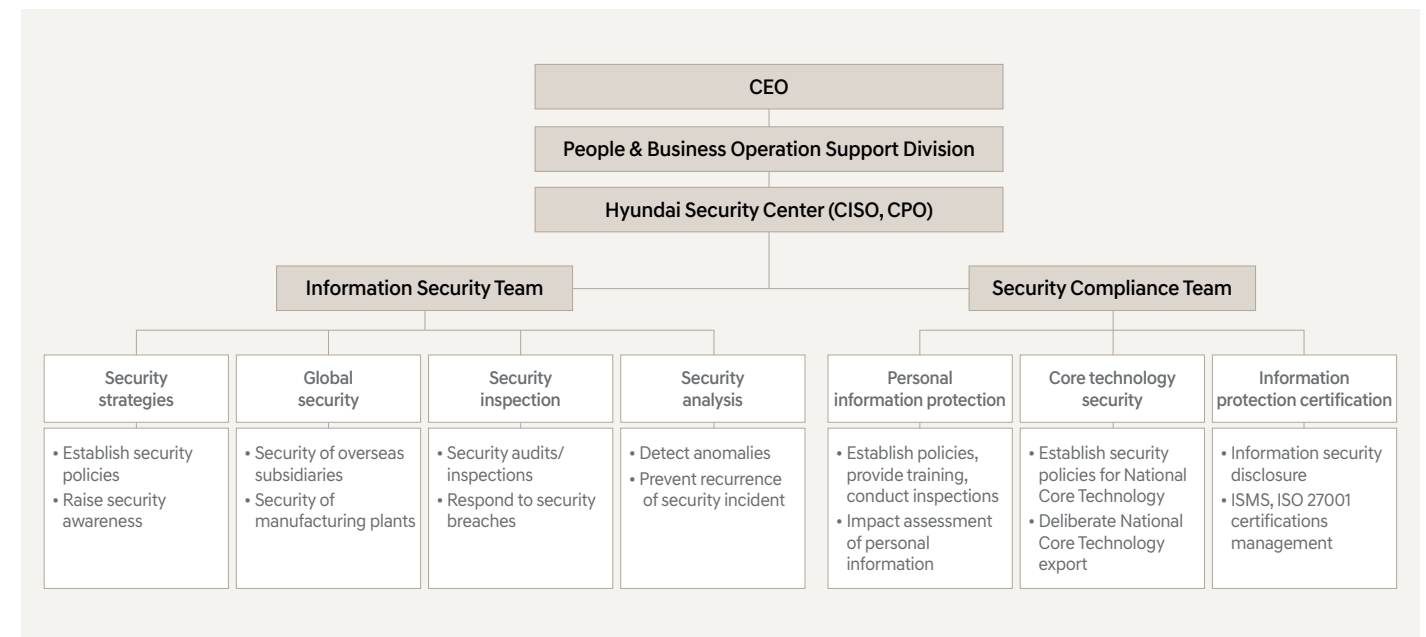 CEO
People & Business Operation Support Division
Hyundai Security Center (CISO, CPO)
Information Security Team
Security Compliance Team
Security
strategies
Global
security
Security
inspection
Security
analysis
Personal
information protection
Core technology
security
Information
protection certification
• Establish security
policies
• Raise security
awareness
• Security of overseas
subsidiaries
• Security of
manufacturing plants
• Security audits/
inspections
• Respond to security
breaches
• Detect anomalies
• Prevent recurrence
of security incident
• Establish policies,
provide training,
conduct inspections
• Impact assessment
of personal
information
• Establish security
policies for National
Core Technology
• Deliberate National
Core Technology
export
• Information security
disclosure
• ISMS, ISO 27001
certifications
management